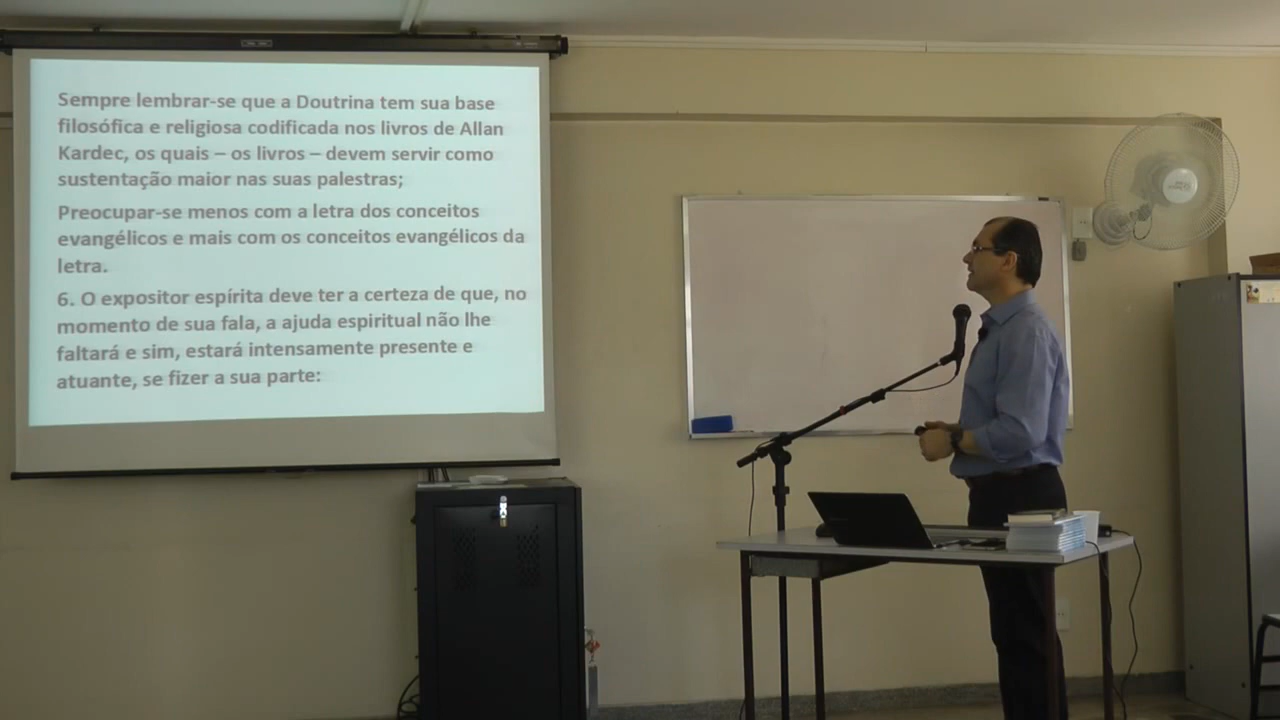 Sempre lembrar-se que a Doutrina tem sua base
filosófica e religiosa codificada nos livros de Allan
Kardec, os quais – os livros – devem servir como
sustentação maior nas suas palestras;
Preocupar-se menos com a letra dos conceitos
evangélicos e mais com os conceitos evangélicos da
letra.
6. O expositor espírita deve ter a certeza de que, no
momento de sua fala, a ajuda espiritual não lhe
faltará e sim, estará intensamente presente e
atuante, se fizer a sua parte: